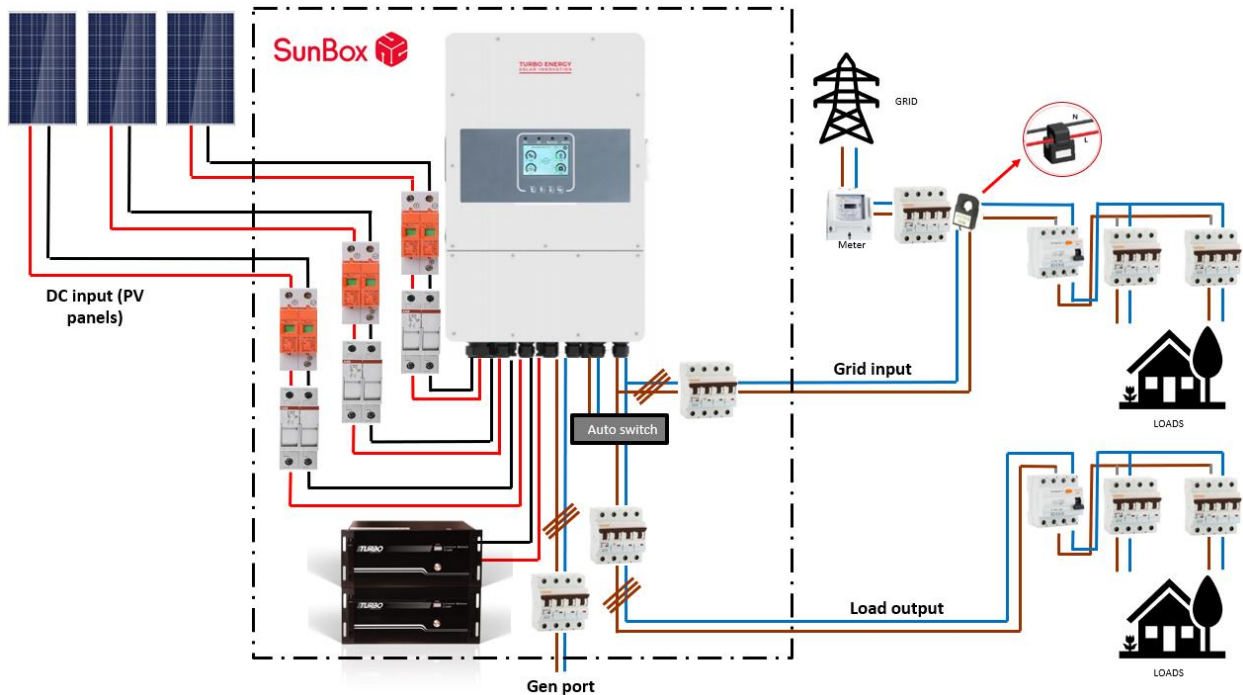 SunBox
TURBO ENERGY
SOLAR INNOVATION
GRID
N
L
Meter
DC input (PV
panels)
Grid input
LOADS
Auto switch
TURBO
TURBO
Load output
LOADS
Gen port